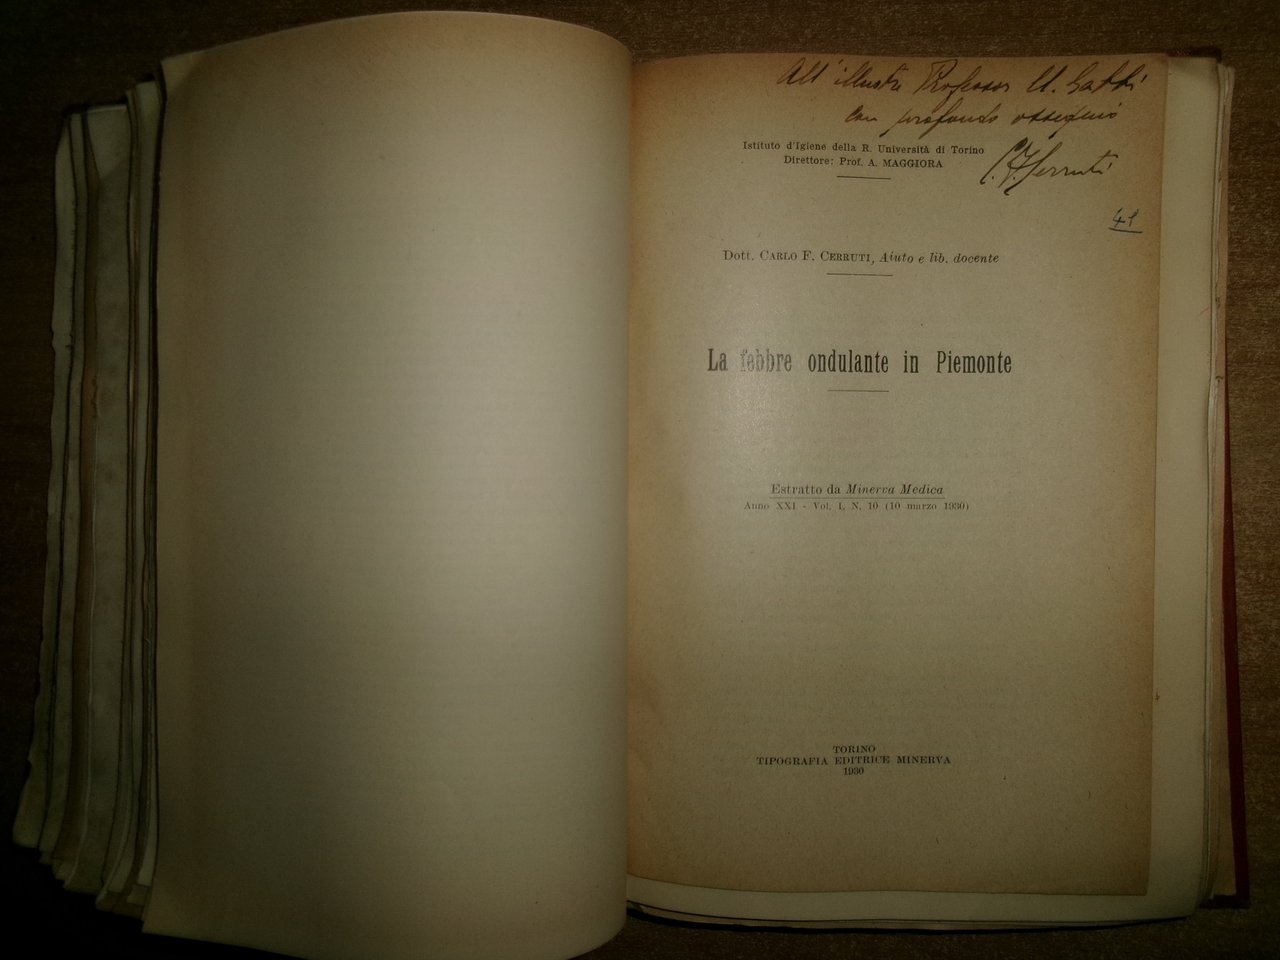 All' illustre Professor U. Gabbi
con profondo ossequio
C. F. Cerruti
Istituto d'Igiene della R. Università di Torino
Direttore: Prof. A. MAGGIORA
41
Dott. CARLO F. CERRUTI, Aiuto e lib. docente
La febbre ondulante in Piemonte
Estratto da Minerva Medica
Anno XXI - Vol. I, N. 10 (10 marzo 1930)
TORINO
TIPOGRAFIA EDITRICE MINERVA
1930